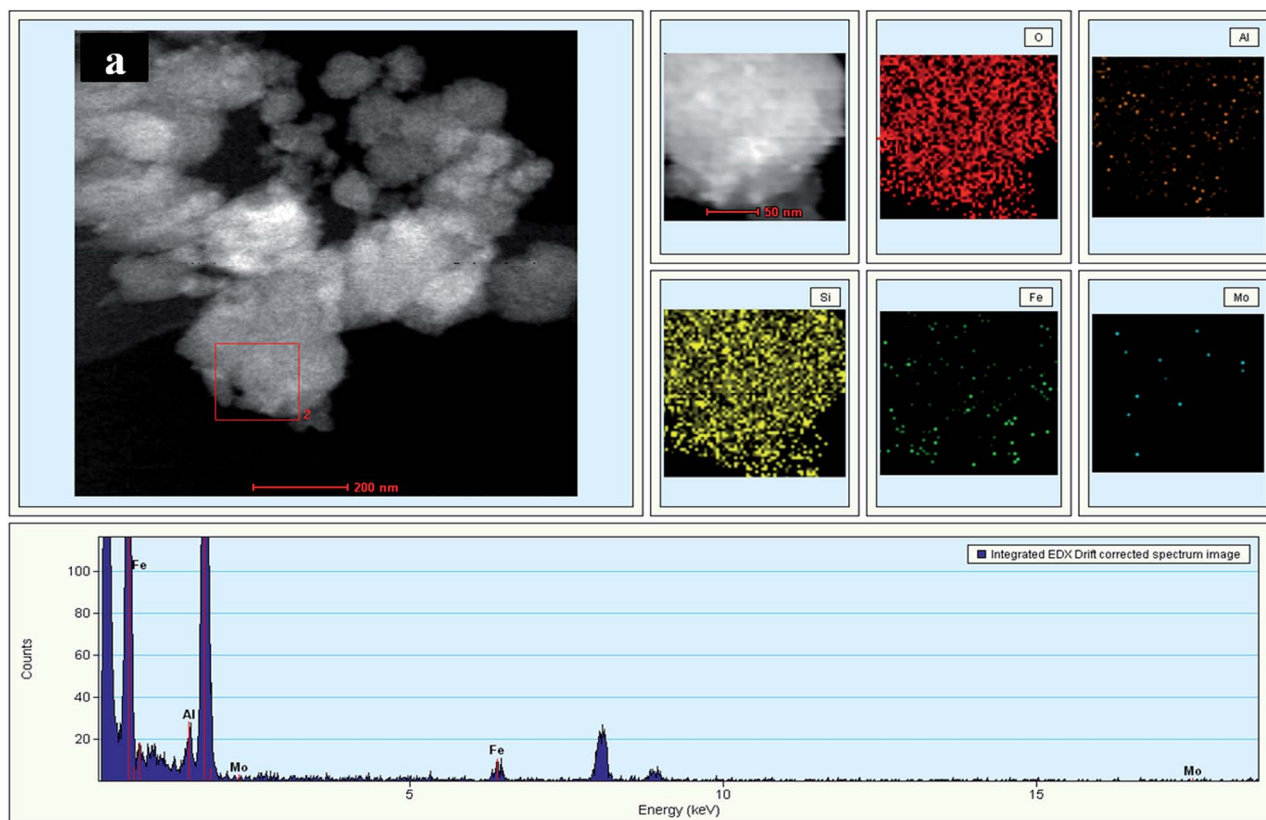 a
2
200 nm
50 nm
O
Al
Si
Fe
Mo
Integrated EDX Drift corrected spectrum image
Counts
100
80
60
40
20
Fe
Al
Mo
Fe
Mo
5
10
15
Energy (keV)